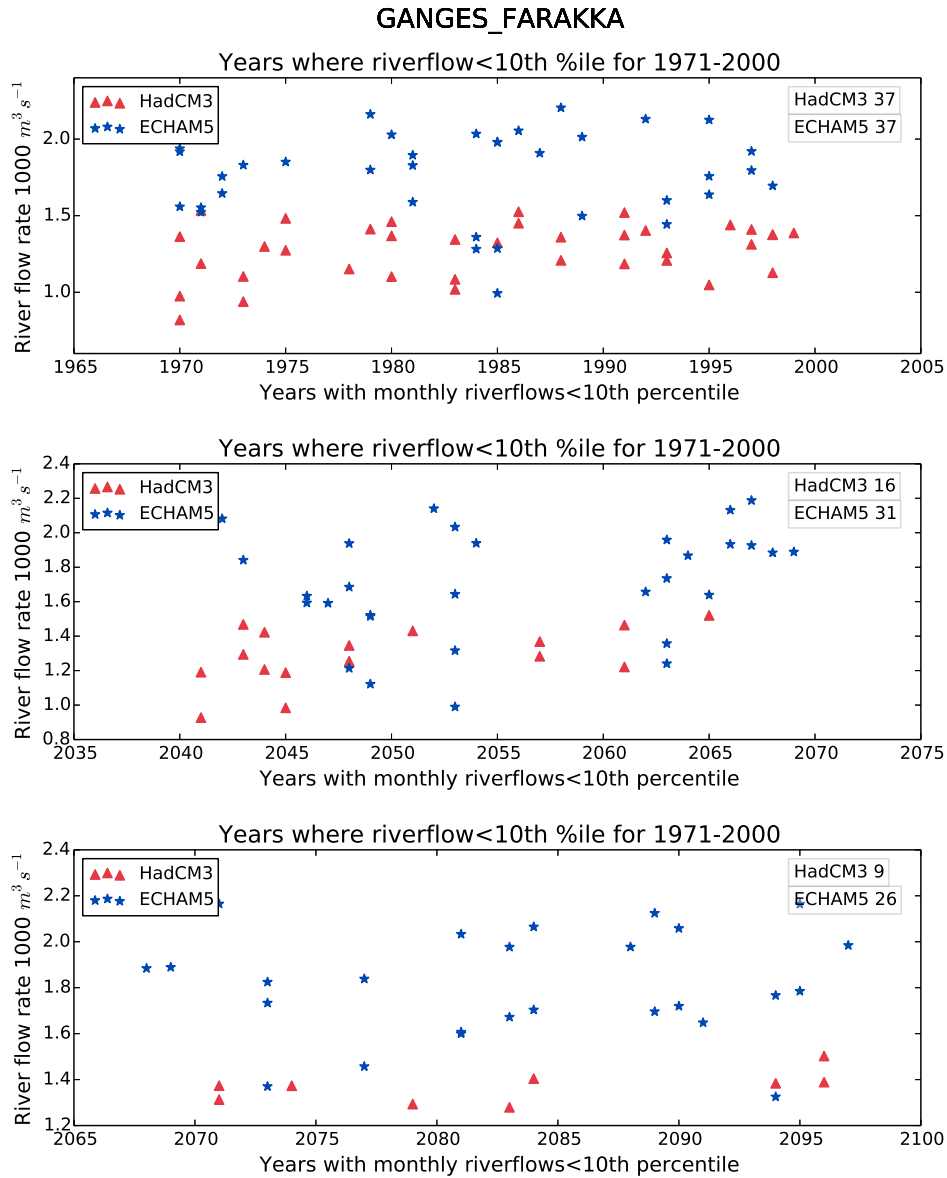 GANGES_FARAKKA
Years where riverflow<10th %ile for 1971-2000
HadCM3
ECHAM5
HadCM3 37
ECHAM5 37
River flow rate 1000 m³s⁻¹
2.0
1.5
1.0
1965 1970 1975 1980 1985 1990 1995 2000 2005
Years with monthly riverflows<10th percentile
Years where riverflow<10th %ile for 1971-2000
HadCM3
ECHAM5
HadCM3 16
ECHAM5 31
River flow rate 1000 m³s⁻¹
2.4
2.2
2.0
1.8
1.6
1.4
1.2
1.0
0.8
2035 2040 2045 2050 2055 2060 2065 2070 2075
Years with monthly riverflows<10th percentile
Years where riverflow<10th %ile for 1971-2000
HadCM3
ECHAM5
HadCM3 9
ECHAM5 26
River flow rate 1000 m³s⁻¹
2.4
2.2
2.0
1.8
1.6
1.4
1.2
2065 2070 2075 2080 2085 2090 2095 2100
Years with monthly riverflows<10th percentile